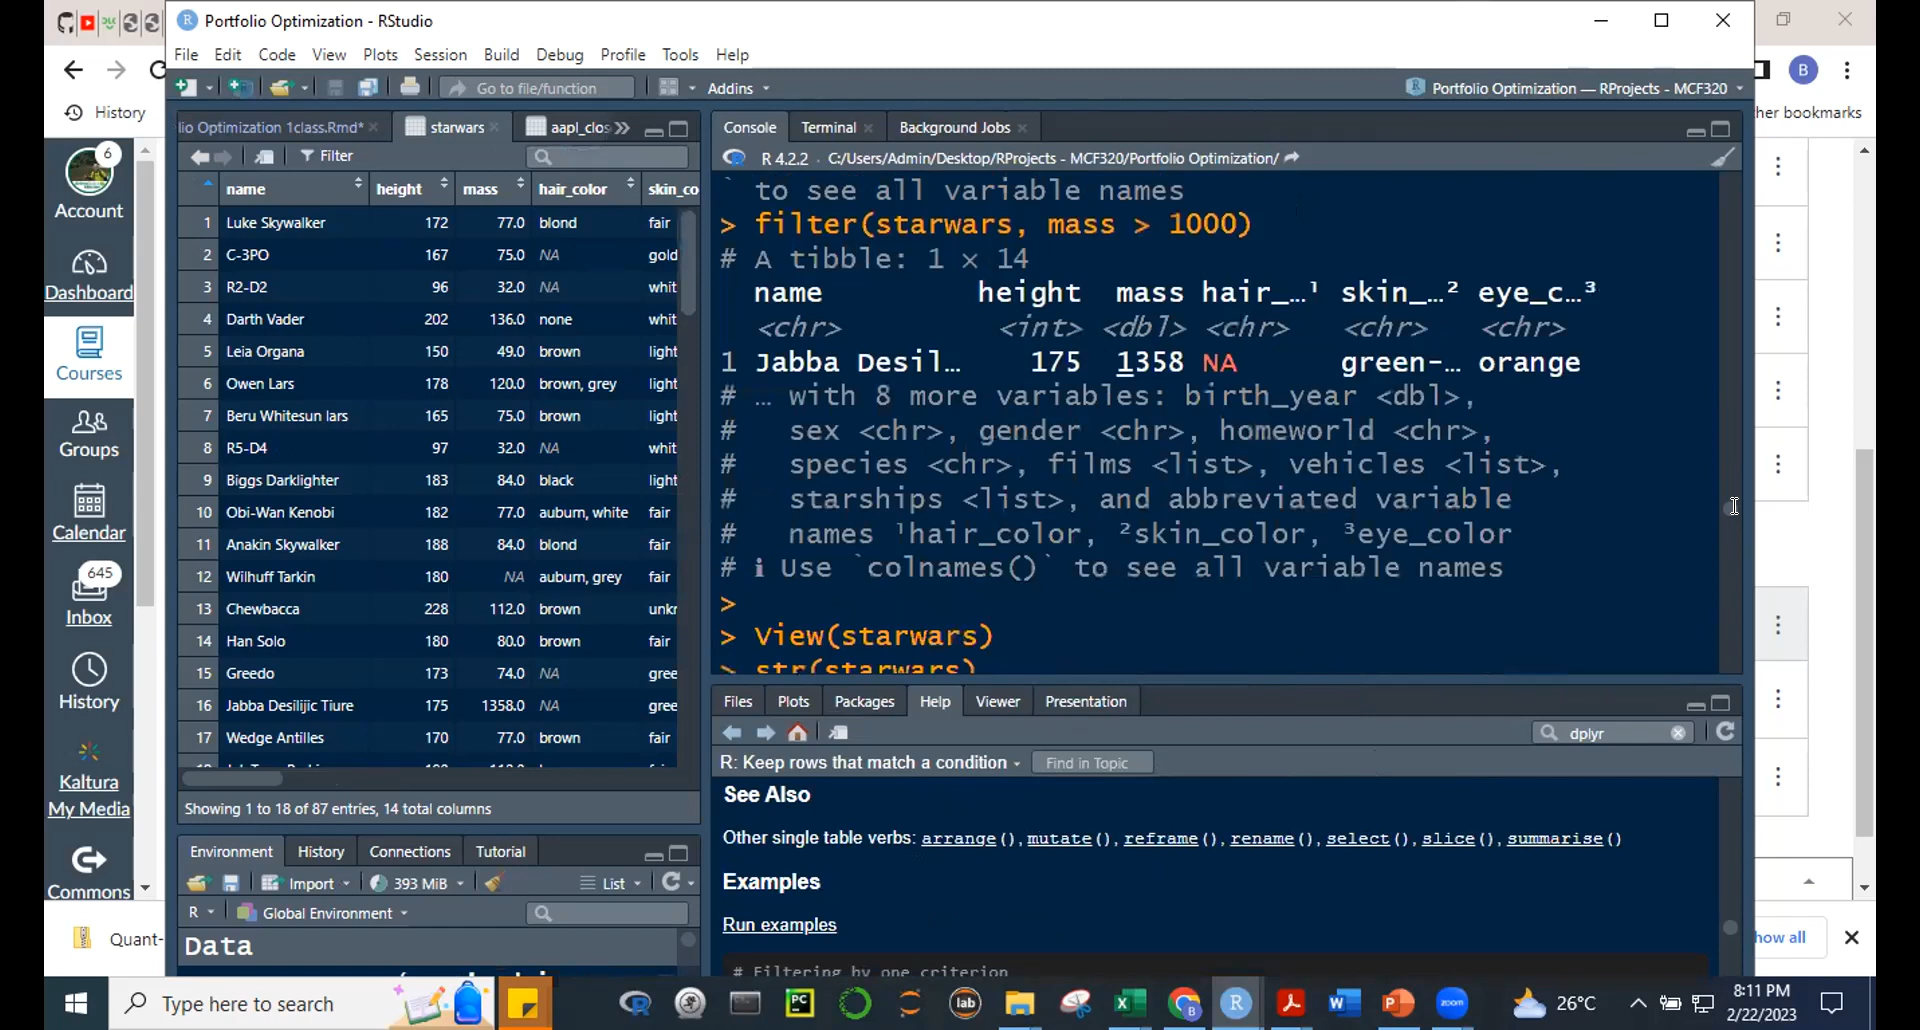 Portfolio Optimization - RStudio
File Edit Code View Plots Session Build Debug Profile Tools Help
Go to file/function
Addins
Portfolio Optimization — RProjects - MCF320
her bookmarks
B
History
6
Account
Dashboard
Courses
Groups
Calendar
645
Inbox
History
Kaltura
My Media
Commons
Quant-
lio Optimization 1class.Rmd* starwars aapl_clos
Filter
name height mass hair_color skin_co
1 Luke Skywalker 172 77.0 blond fair
2 C-3PO 167 75.0 NA gold
3 R2-D2 96 32.0 NA whit
4 Darth Vader 202 136.0 none whit
5 Leia Organa 150 49.0 brown light
6 Owen Lars 178 120.0 brown, grey light
7 Beru Whitesun lars 165 75.0 brown light
8 R5-D4 97 32.0 NA whit
9 Biggs Darklighter 183 84.0 black light
10 Obi-Wan Kenobi 182 77.0 auburn, white fair
11 Anakin Skywalker 188 84.0 blond fair
12 Wilhuff Tarkin 180 NA auburn, grey fair
13 Chewbacca 228 112.0 brown unkr
14 Han Solo 180 80.0 brown fair
15 Greedo 173 74.0 NA gree
16 Jabba Desilijic Tiure 175 1358.0 NA gree
17 Wedge Antilles 170 77.0 brown fair
Showing 1 to 18 of 87 entries, 14 total columns
Environment History Connections Tutorial
Import 393 MiB List
R Global Environment
Data
Console Terminal Background Jobs
R 4.2.2 · C:/Users/Admin/Desktop/RProjects - MCF320/Portfolio Optimization/
` to see all variable names
> filter(starwars, mass > 1000)
# A tibble: 1 × 14
name height mass hair_…¹ skin_…² eye_c…³
<chr> <int> <dbl> <chr> <chr> <chr>
1 Jabba Desil… 175 1358 NA green-… orange
# … with 8 more variables: birth_year <dbl>,
# sex <chr>, gender <chr>, homeworld <chr>,
# species <chr>, films <list>, vehicles <list>,
# starships <list>, and abbreviated variable
# names ¹hair_color, ²skin_color, ³eye_color
# ℹ Use `colnames()` to see all variable names
>
> View(starwars)
> str(starwars)
Files Plots Packages Help Viewer Presentation
dplyr
R: Keep rows that match a condition Find in Topic
See Also
Other single table verbs: arrange(), mutate(), reframe(), rename(), select(), slice(), summarise()
Examples
Run examples
# Filtering by one criterion
how all
Type here to search
PC
lab
26°C
8:11 PM
2/22/2023